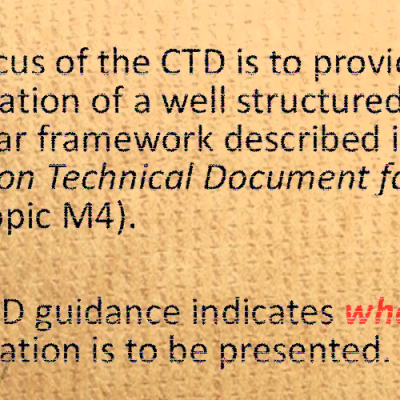 cus of the CTD is to provi
ation of a well structured
ar framework described i
on Technical Document fo
opic M4).
D guidance indicates whe
ation is to be presented.